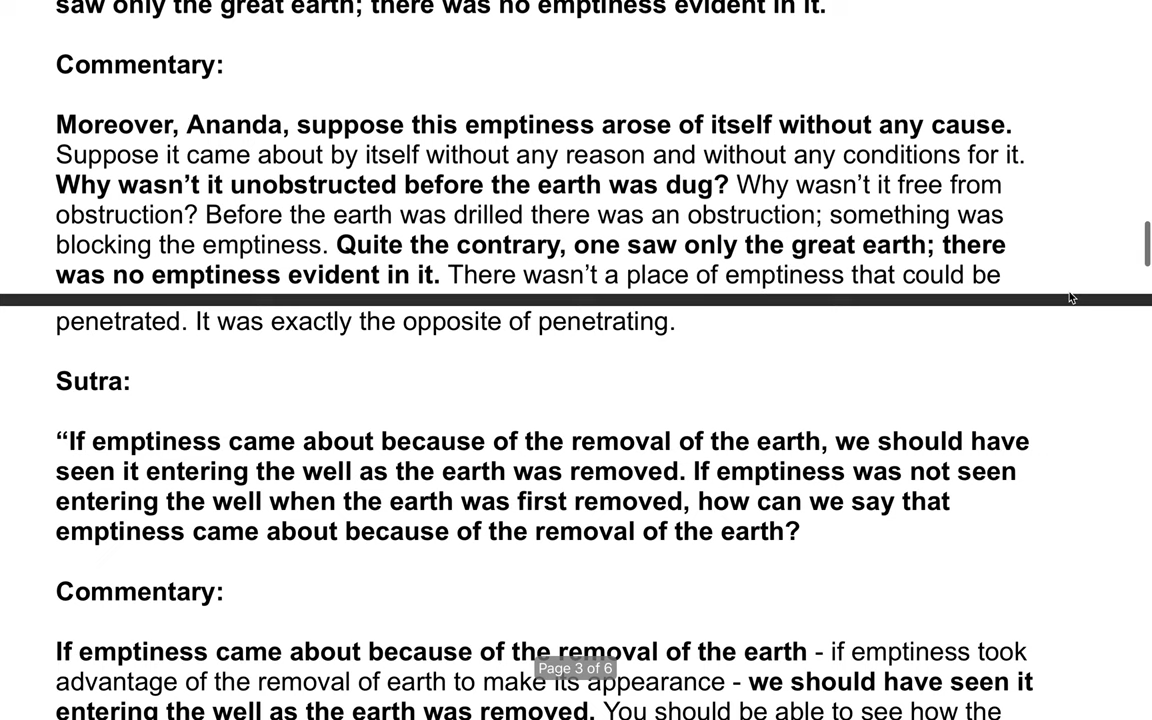 saw only the great earth; there was no emptiness evident in it.
Commentary:
Moreover, Ananda, suppose this emptiness arose of itself without any cause.
Suppose it came about by itself without any reason and without any conditions for it.
Why wasn’t it unobstructed before the earth was dug? Why wasn’t it free from
obstruction? Before the earth was drilled there was an obstruction; something was
blocking the emptiness. Quite the contrary, one saw only the great earth; there
was no emptiness evident in it. There wasn’t a place of emptiness that could be
penetrated. It was exactly the opposite of penetrating.
Sutra:
“If emptiness came about because of the removal of the earth, we should have
seen it entering the well as the earth was removed. If emptiness was not seen
entering the well when the earth was first removed, how can we say that
emptiness came about because of the removal of the earth?
Commentary:
If emptiness came about because of the removal of the earth - if emptiness took
Page 3 of 6
advantage of the removal of earth to make its appearance - we should have seen it
entering the well as the earth was removed. You should be able to see how the